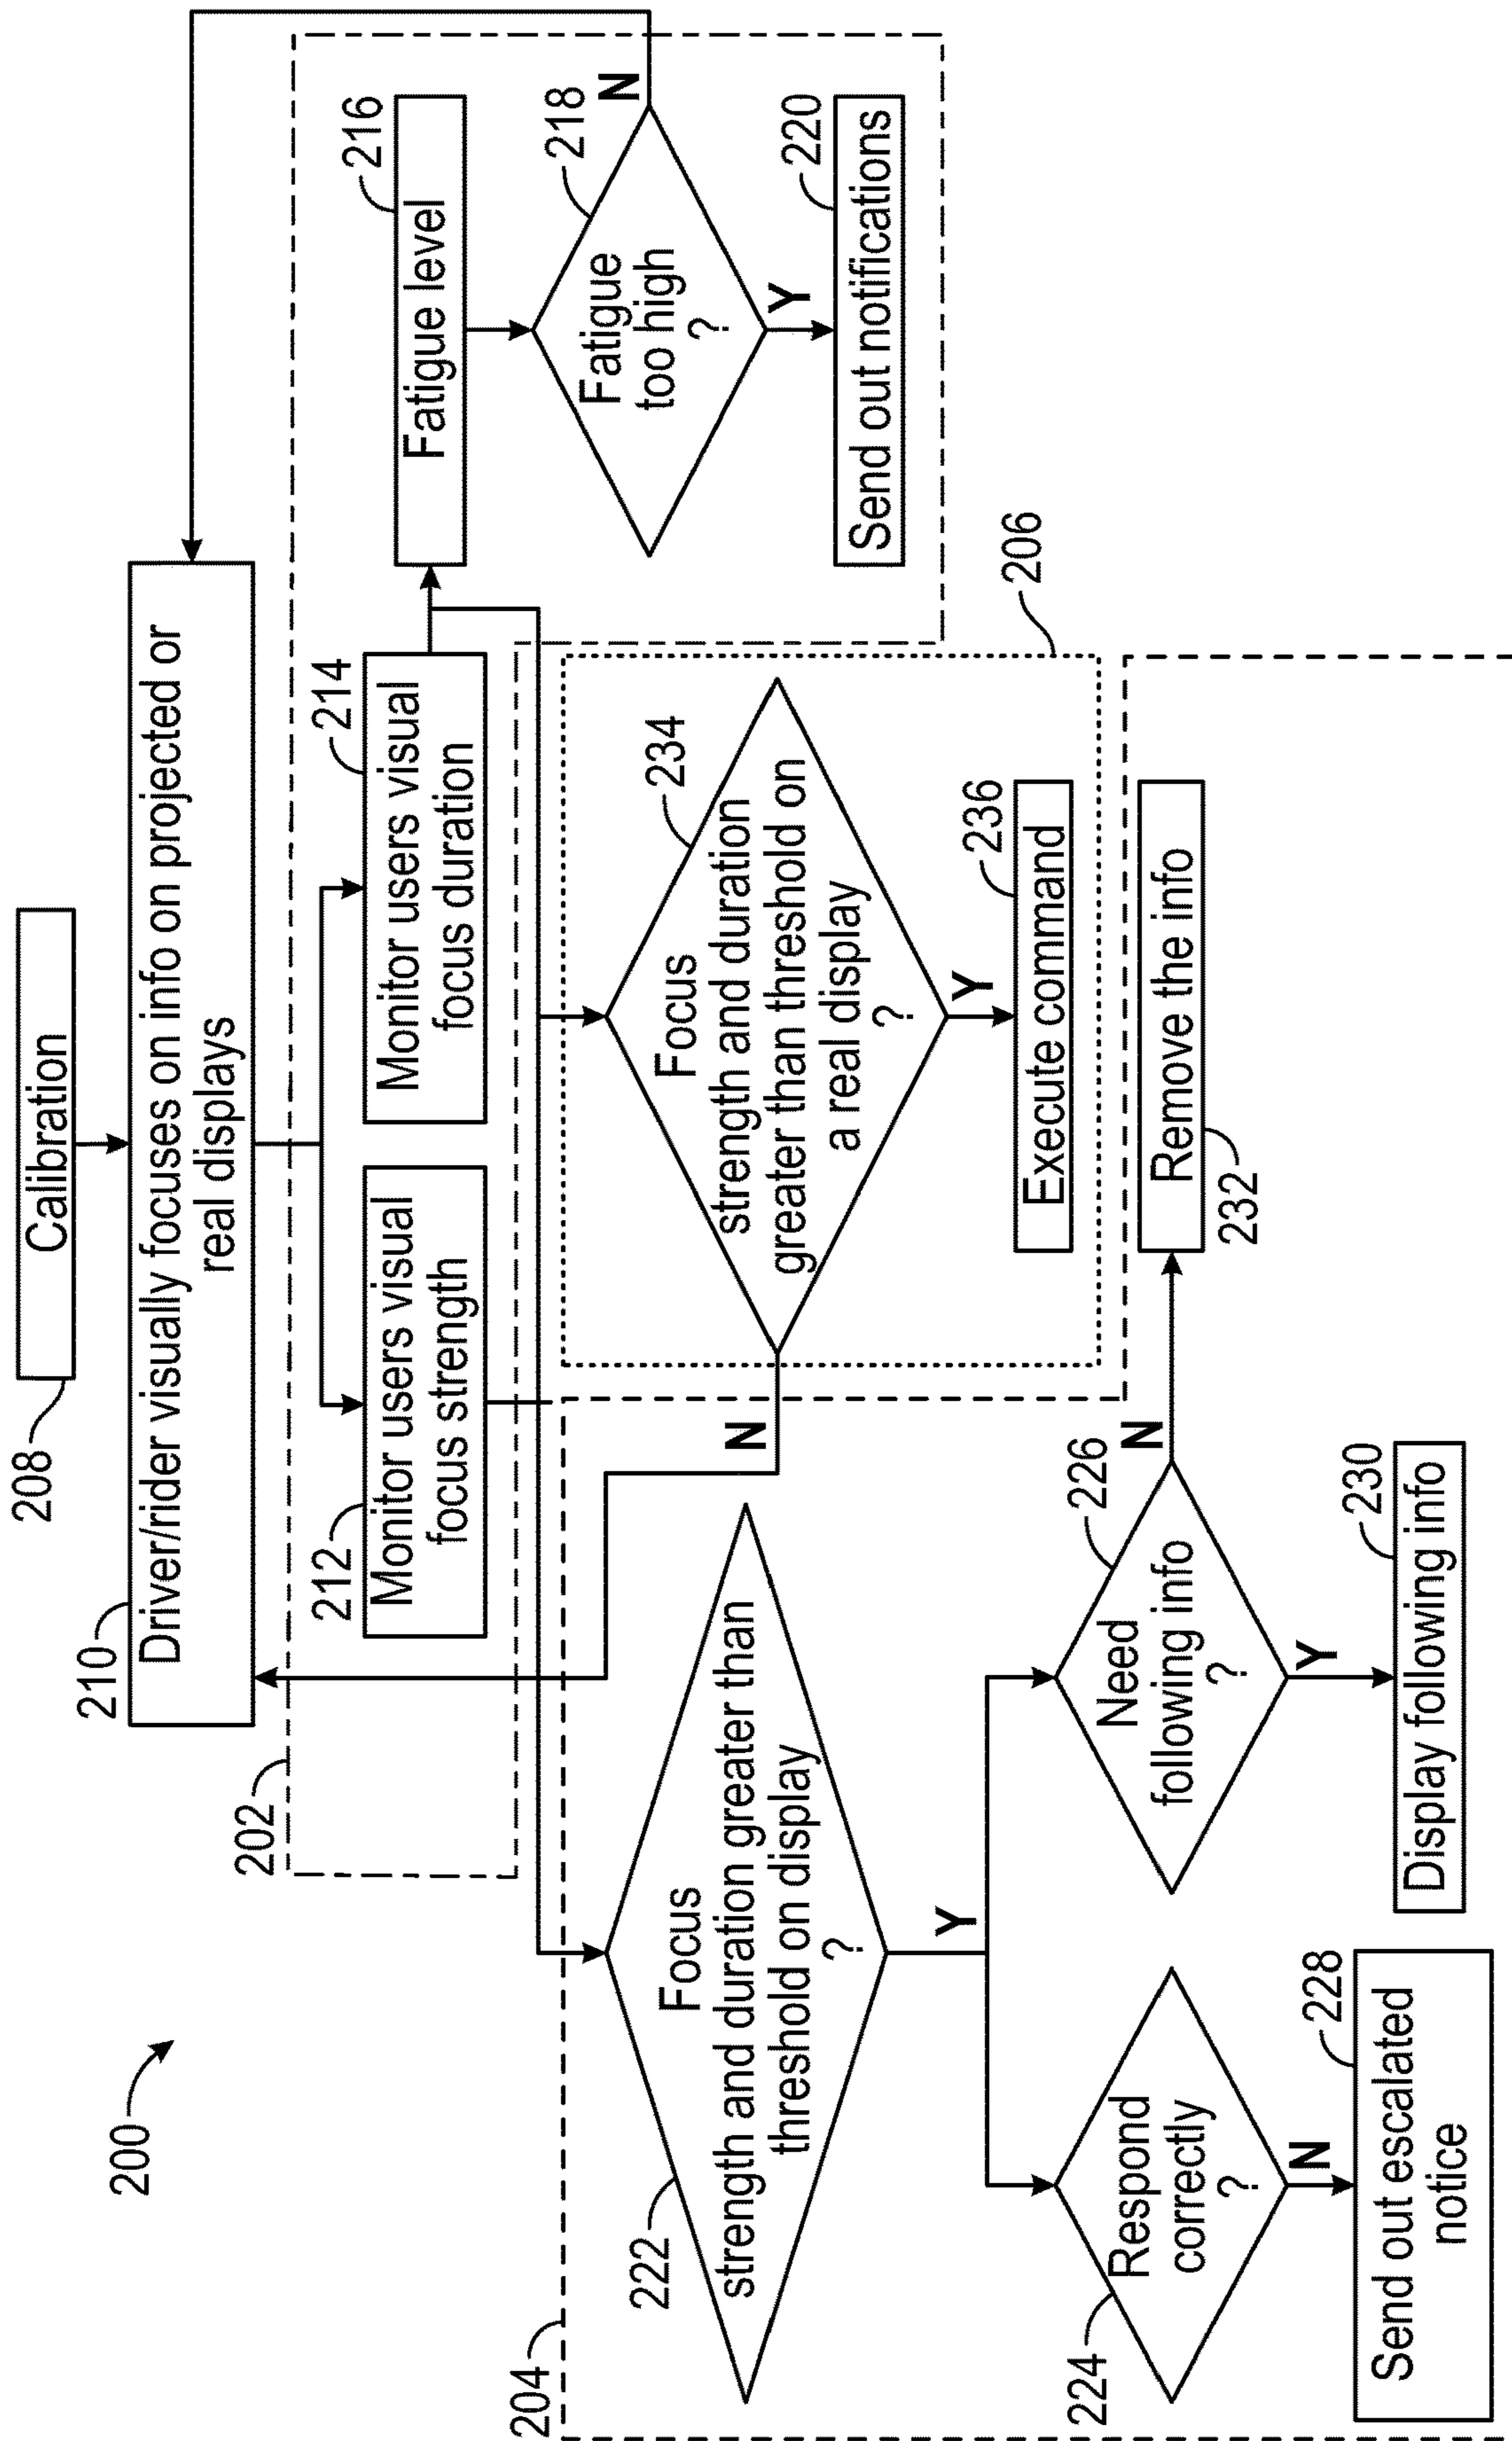 200
208
Calibration
210
Driver/rider visually focuses on info on projected or
real displays
202
212
Monitor users visual
focus strength
214
Monitor users visual
focus duration
216
Fatigue level
218
Fatigue
too high
?
N
Y
220
Send out notifications
204
222
Focus
strength and duration greater than
threshold on display
?
Y
N
206
234
Focus
strength and duration
greater than threshold on
a real display
?
Y
236
Execute command
224
Respond
correctly
?
N
228
Send out escalated
notice
226
Need
following info
?
N
Y
230
Display following info
232
Remove the info